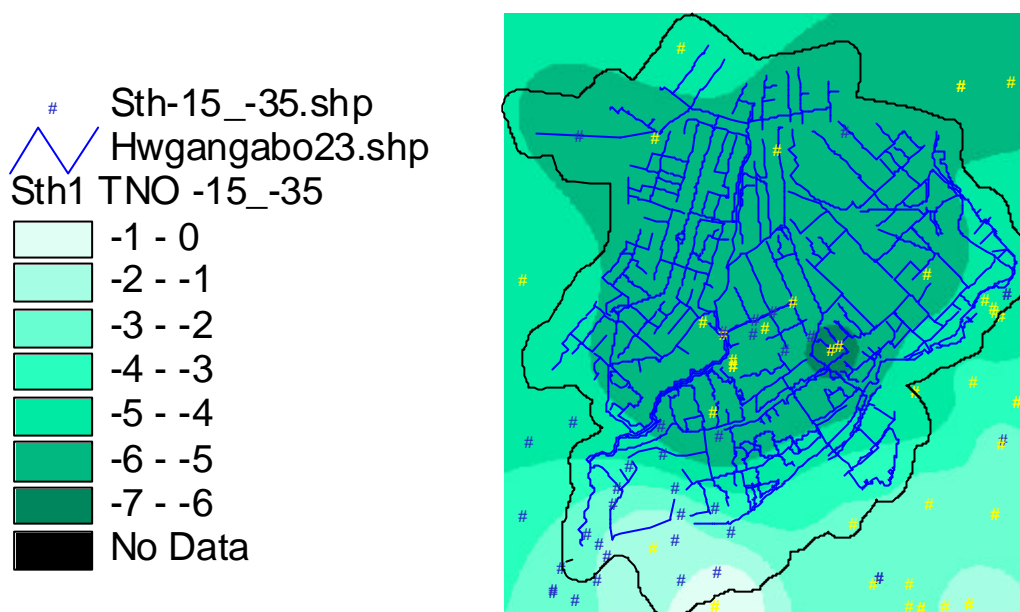 # Sth-15_-35.shp
Hwgangabo23.shp
Sth1 TNO -15_-35
-1 - 0
-2 - -1
-3 - -2
-4 - -3
-5 - -4
-6 - -5
-7 - -6
No Data